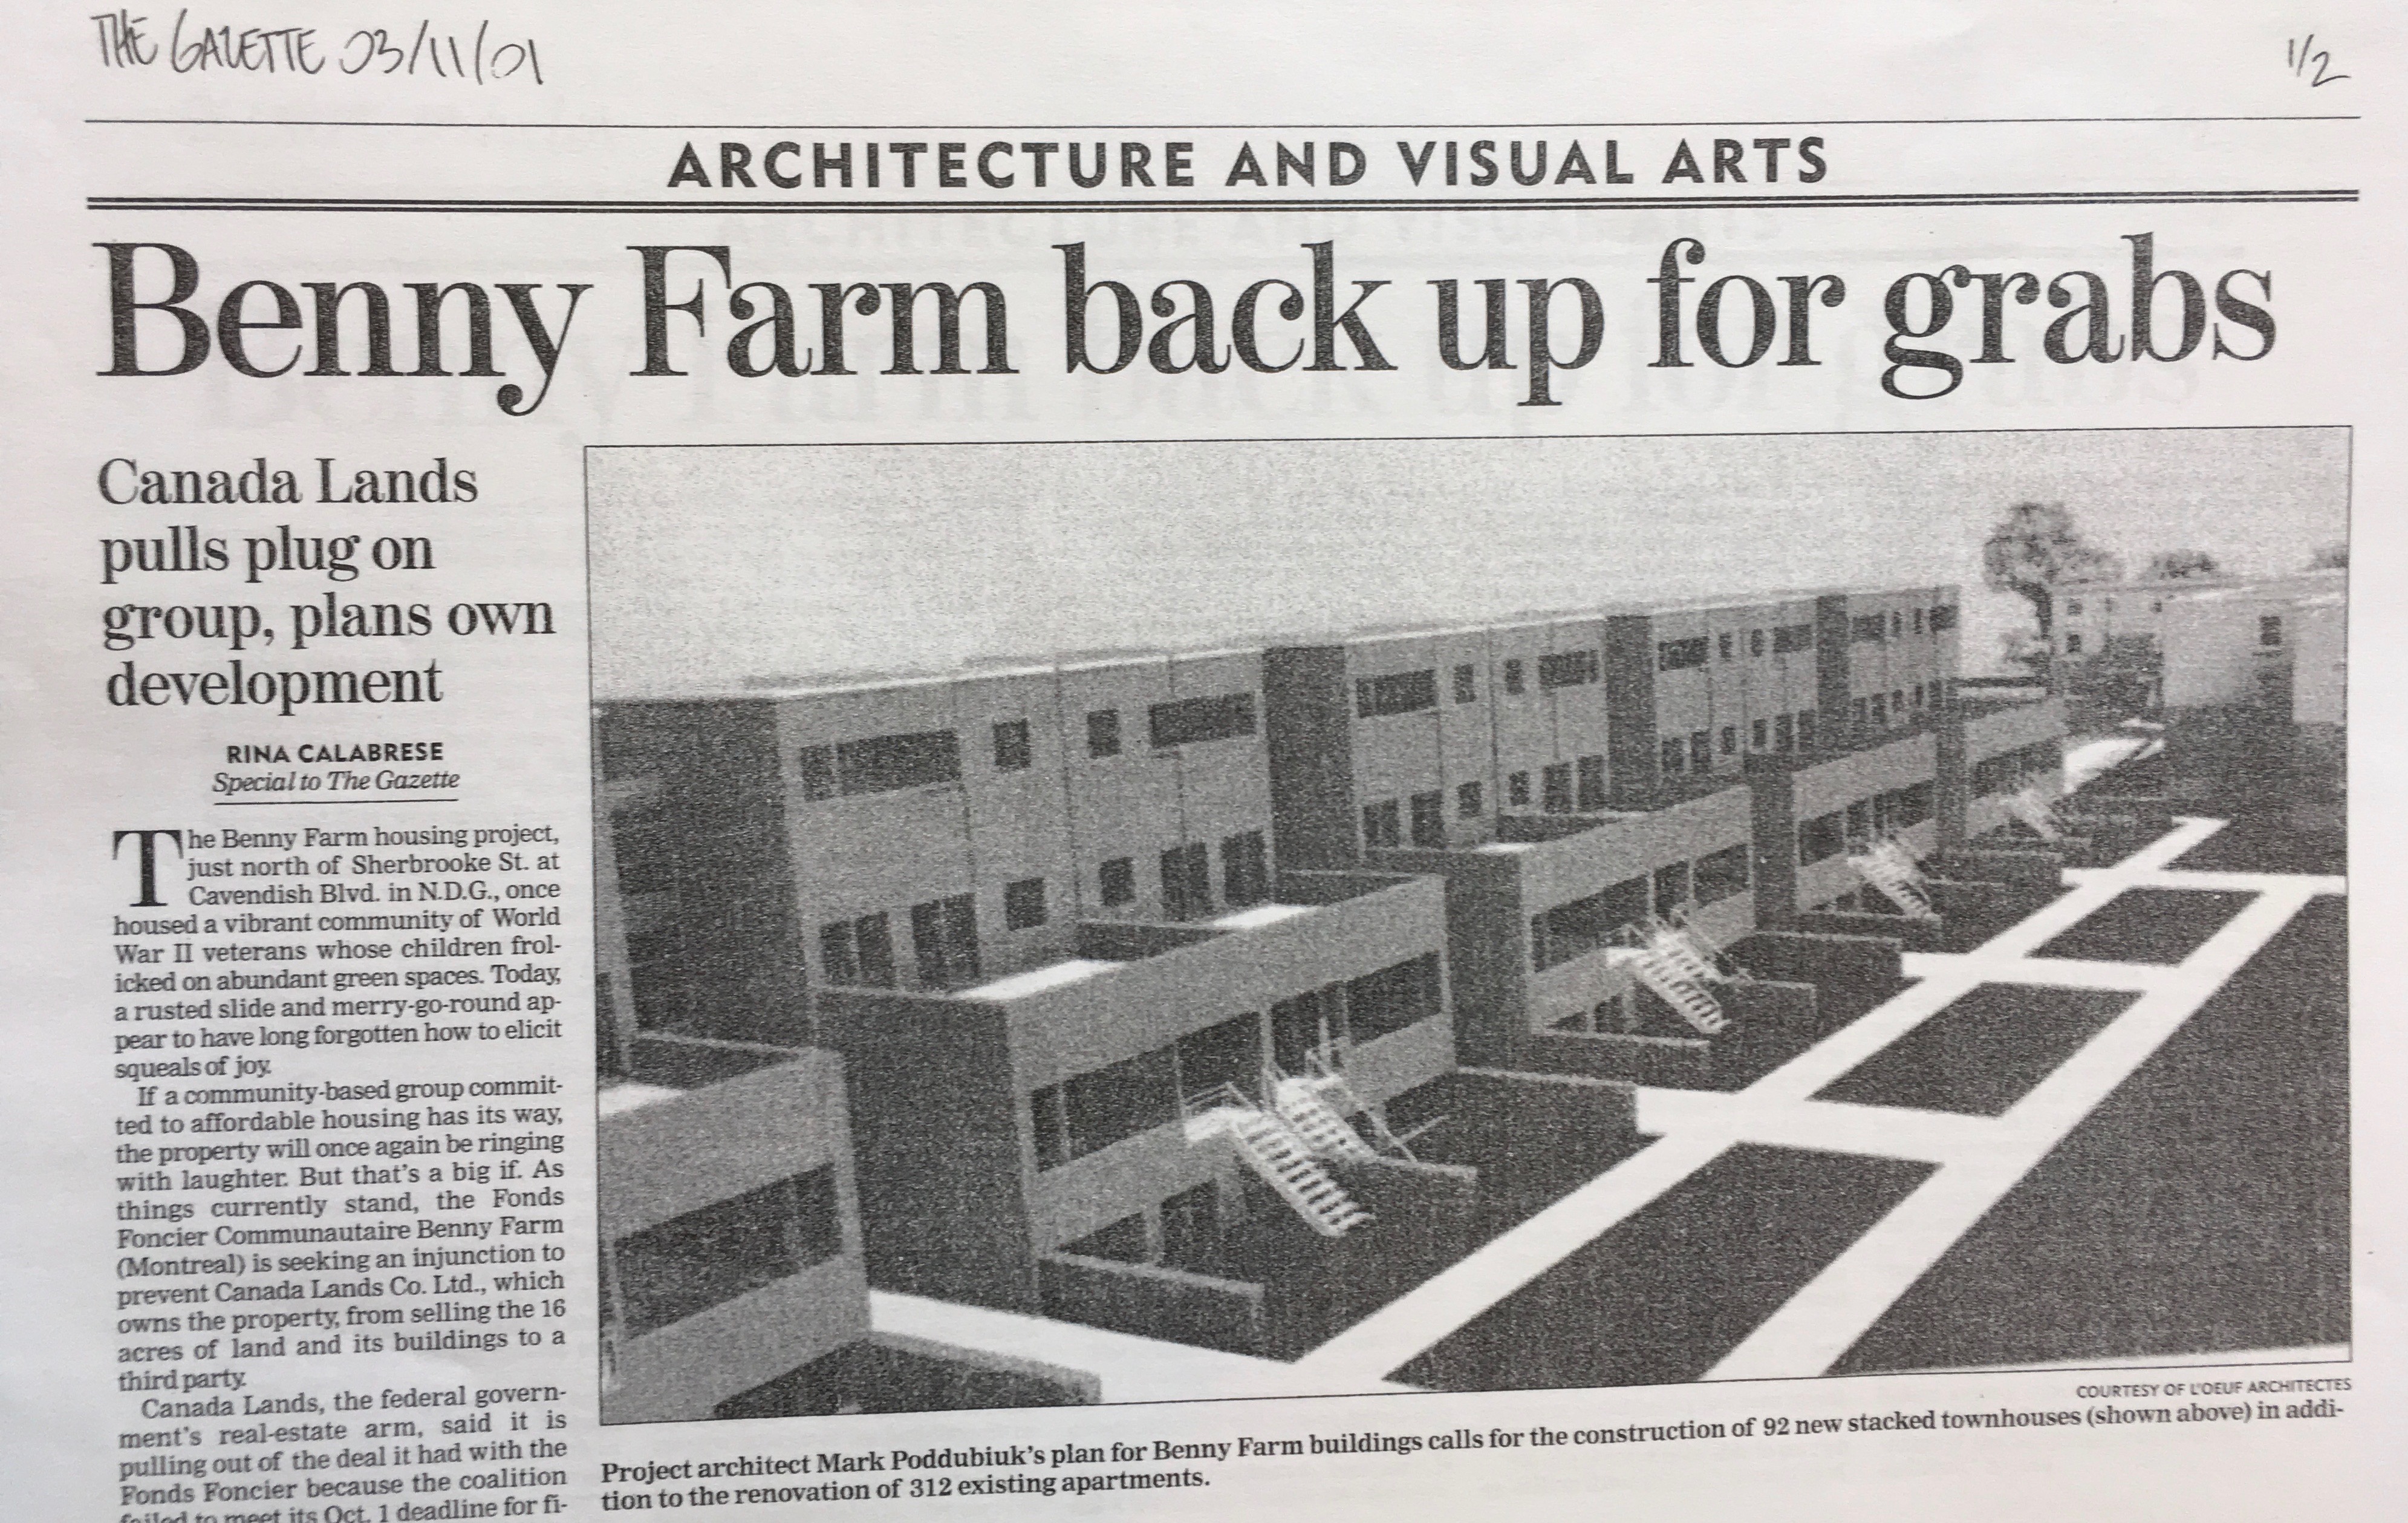 THE GAZETTE 03/11/01
1/2
ARCHITECTURE AND VISUAL ARTS
Benny Farm back up for grabs
Canada Lands
pulls plug on
group, plans own
development
RINA CALABRESE
Special to The Gazette
The Benny Farm housing project,
just north of Sherbrooke St. at
Cavendish Blvd. in N.D.G., once
housed a vibrant community of World
War II veterans whose children frol-
icked on abundant green spaces. Today,
a rusted slide and merry-go-round ap-
pear to have long forgotten how to elicit
squeals of joy.
If a community-based group commit-
ted to affordable housing has its way,
the property will once again be ringing
with laughter. But that's a big if. As
things currently stand, the Fonds
Foncier Communautaire Benny Farm
(Montreal) is seeking an injunction to
prevent Canada Lands Co. Ltd., which
owns the property, from selling the 16
acres of land and its buildings to a
third party.
Canada Lands, the federal govern-
ment's real-estate arm, said it is
pulling out of the deal it had with the
Fonds Foncier because the coalition
failed to meet its Oct. 1 deadline for fi-
COURTESY OF L'OEUF ARCHITECTES
Project architect Mark Poddubiuk's plan for Benny Farm buildings calls for the construction of 92 new stacked townhouses (shown above) in addi-
tion to the renovation of 312 existing apartments.